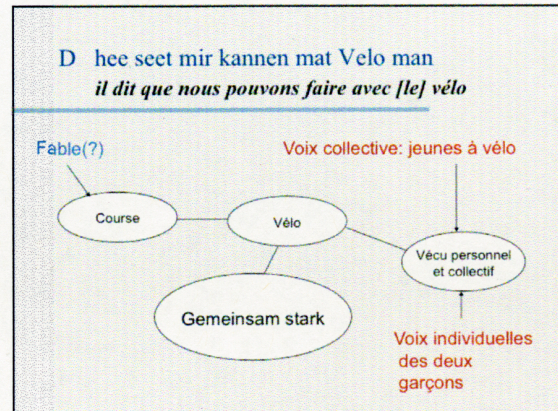 D hee seet mir kannen mat Velo man
il dit que nous pouvons faire avec [le] vélo
Fable(?)
Voix collective: jeunes à vélo
Course
Vélo
Vécu personnel
et collectif
Gemeinsam stark
Voix individuelles
des deux
garçons